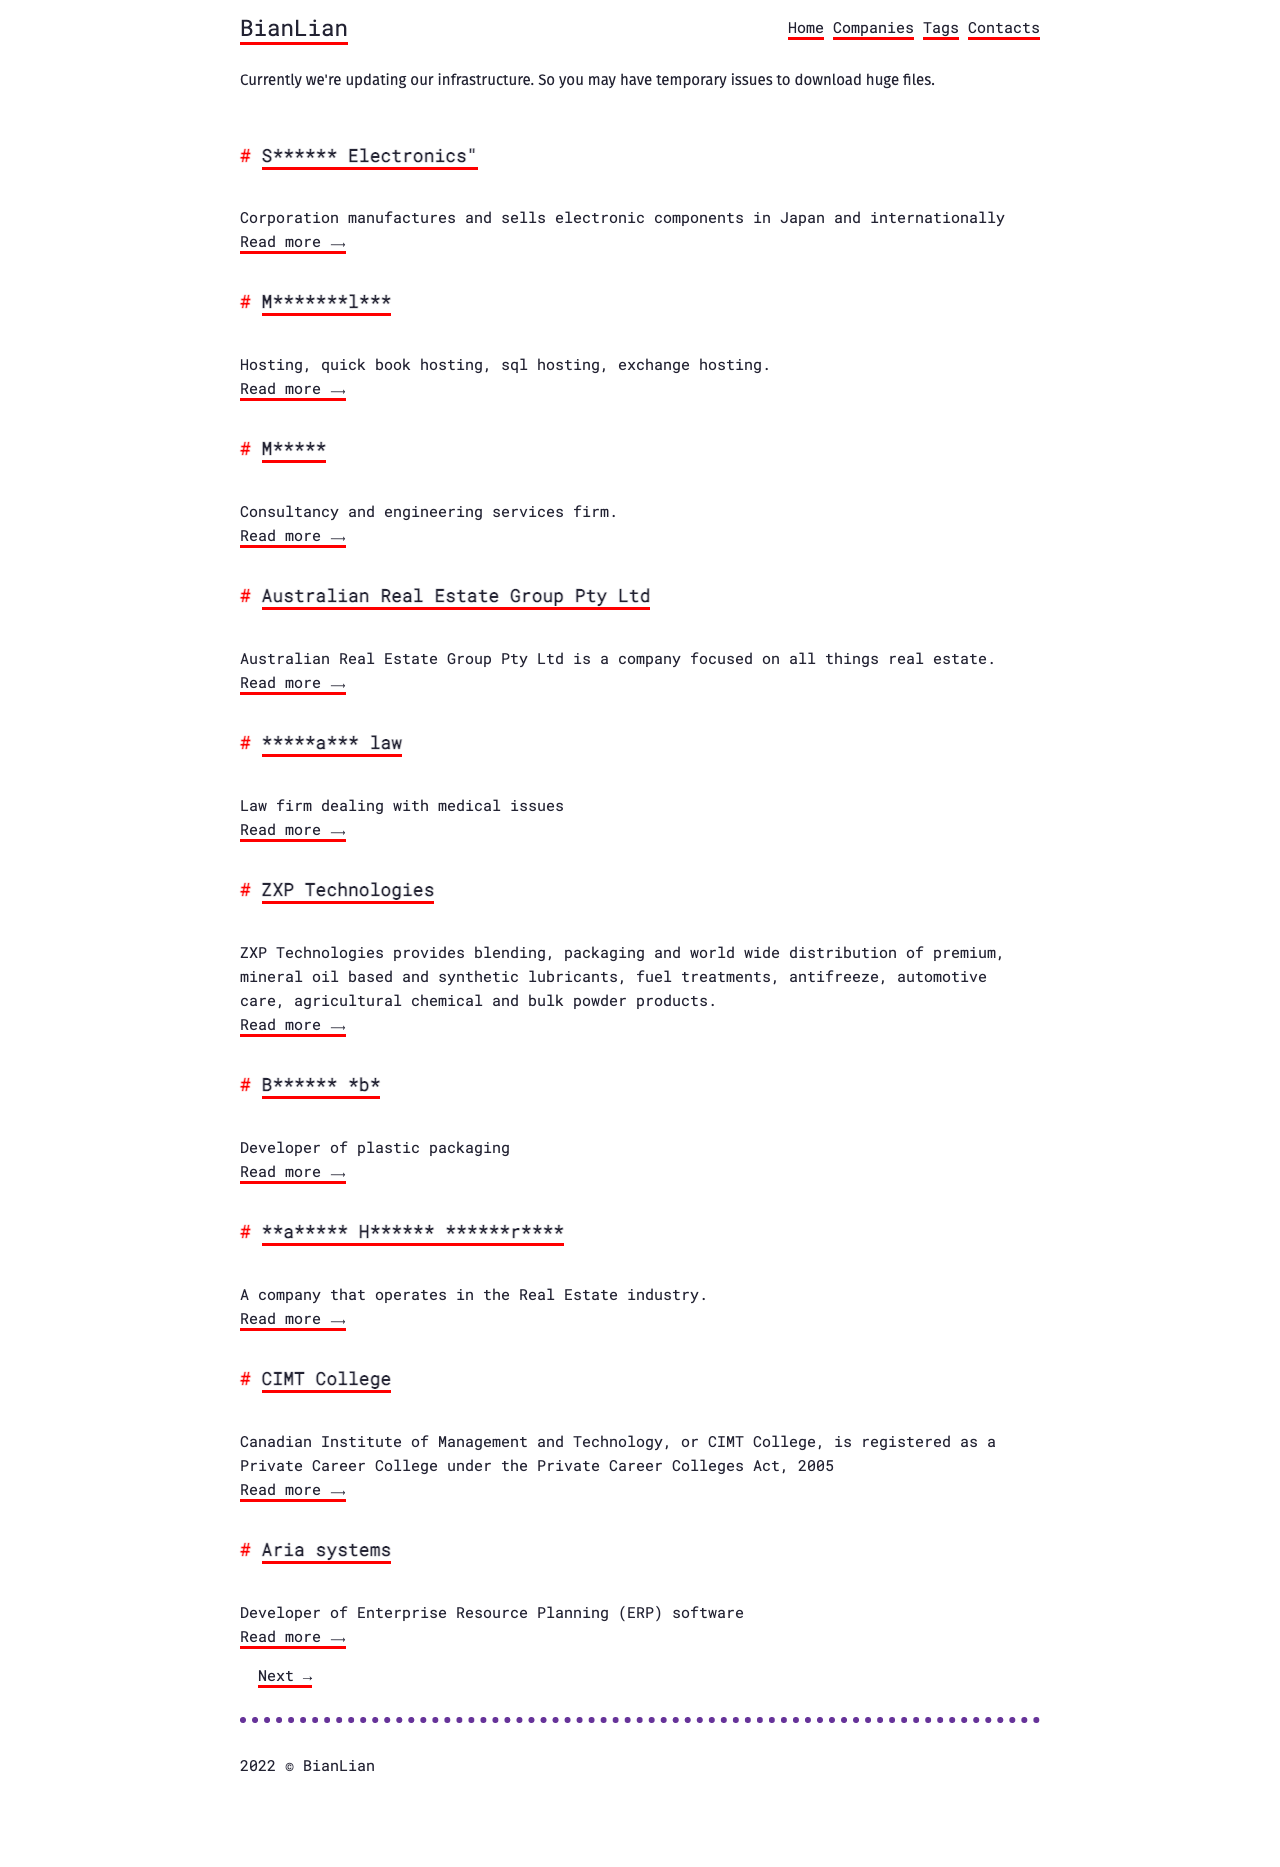 BianLian
Home Companies Tags Contacts
Currently we're updating our infrastructure. So you may have temporary issues to download huge files.
# S****** Electronics"
Corporation manufactures and sells electronic components in Japan and internationally
Read more ⟶
# M*******l***
Hosting, quick book hosting, sql hosting, exchange hosting.
Read more ⟶
# M*****
Consultancy and engineering services firm.
Read more ⟶
# Australian Real Estate Group Pty Ltd
Australian Real Estate Group Pty Ltd is a company focused on all things real estate.
Read more ⟶
# *****a*** law
Law firm dealing with medical issues
Read more ⟶
# ZXP Technologies
ZXP Technologies provides blending, packaging and world wide distribution of premium,
mineral oil based and synthetic lubricants, fuel treatments, antifreeze, automotive
care, agricultural chemical and bulk powder products.
Read more ⟶
# B****** *b*
Developer of plastic packaging
Read more ⟶
# **a***** H****** ******r****
A company that operates in the Real Estate industry.
Read more ⟶
# CIMT College
Canadian Institute of Management and Technology, or CIMT College, is registered as a
Private Career College under the Private Career Colleges Act, 2005
Read more ⟶
# Aria systems
Developer of Enterprise Resource Planning (ERP) software
Read more ⟶
Next →
2022 © BianLian